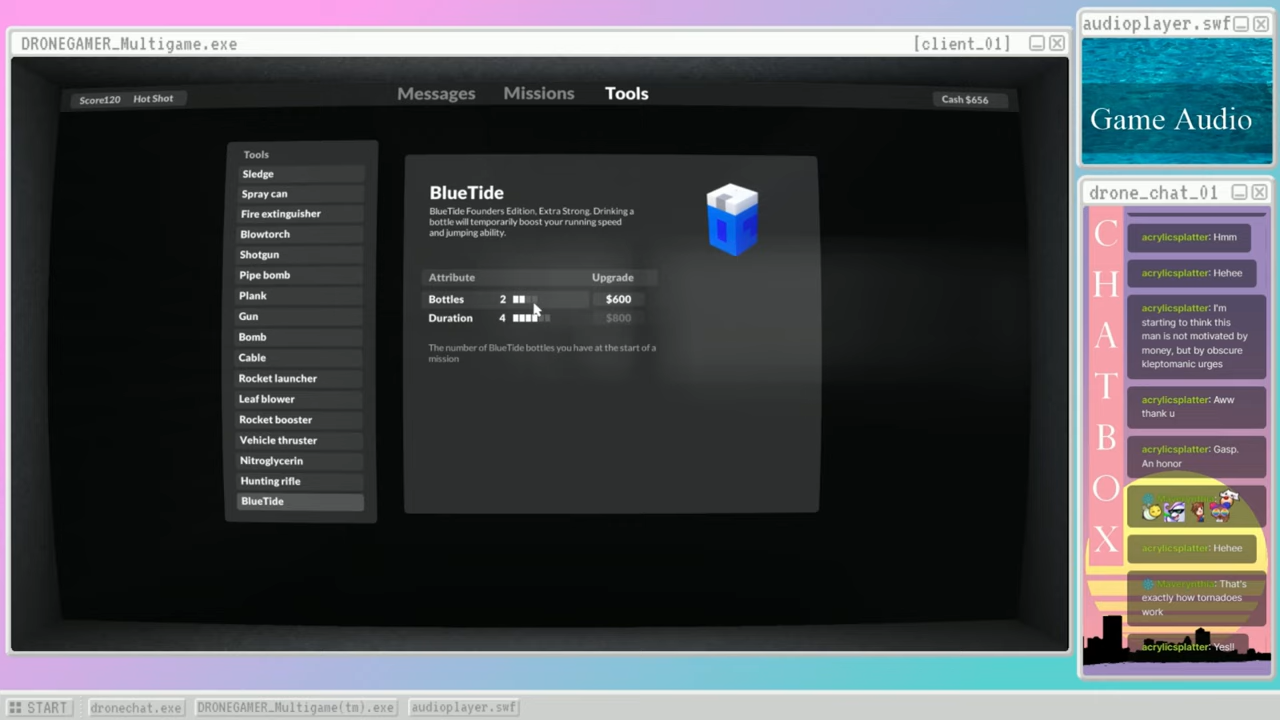 DRONEGAMER_Multigame.exe
[client_01]
Score120 Hot Shot
Messages Missions Tools
Cash $656
Tools
Sledge
Spray can
Fire extinguisher
Blowtorch
Shotgun
Pipe bomb
Plank
Gun
Bomb
Cable
Rocket launcher
Leaf blower
Rocket booster
Vehicle thruster
Nitroglycerin
Hunting rifle
BlueTide
BlueTide
BlueTide Founders Edition. Extra Strong. Drinking a
bottle will temporarily boost your running speed
and jumping ability.
Attribute Upgrade
Bottles 2 $600
Duration 4 $800
The number of BlueTide bottles you have at the start of a
mission
audioplayer.swf
Game Audio
drone_chat_01
CHATBOX
acrylicsplatter: Hmm
acrylicsplatter: Hehee
acrylicsplatter: I'm
starting to think this
man is not motivated by
money, but by obscure
kleptomanic urges
acrylicsplatter: Aww
thank u
acrylicsplatter: Gasp.
An honor
acrylicsplatter: Hehee
That's
exactly how tornadoes
work
acrylicsplatter: Yes!!
START
dronechat.exe
DRONEGAMER_Multigame(tm).exe
audioplayer.swf